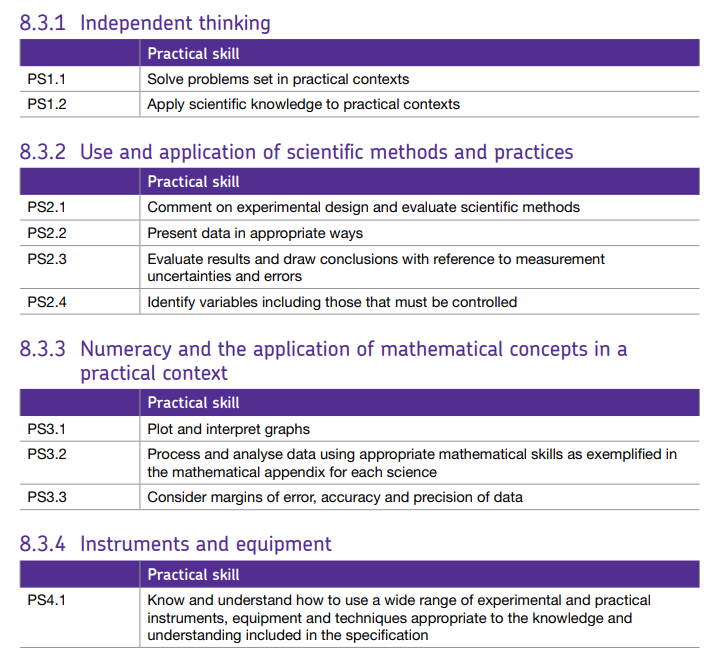 8.3.1 Independent thinking
Practical skill
PS1.1 Solve problems set in practical contexts
PS1.2 Apply scientific knowledge to practical contexts
8.3.2 Use and application of scientific methods and practices
Practical skill
PS2.1 Comment on experimental design and evaluate scientific methods
PS2.2 Present data in appropriate ways
PS2.3 Evaluate results and draw conclusions with reference to measurement
uncertainties and errors
PS2.4 Identify variables including those that must be controlled
8.3.3 Numeracy and the application of mathematical concepts in a
practical context
Practical skill
PS3.1 Plot and interpret graphs
PS3.2 Process and analyse data using appropriate mathematical skills as exemplified in
the mathematical appendix for each science
PS3.3 Consider margins of error, accuracy and precision of data
8.3.4 Instruments and equipment
Practical skill
PS4.1 Know and understand how to use a wide range of experimental and practical
instruments, equipment and techniques appropriate to the knowledge and
understanding included in the specification